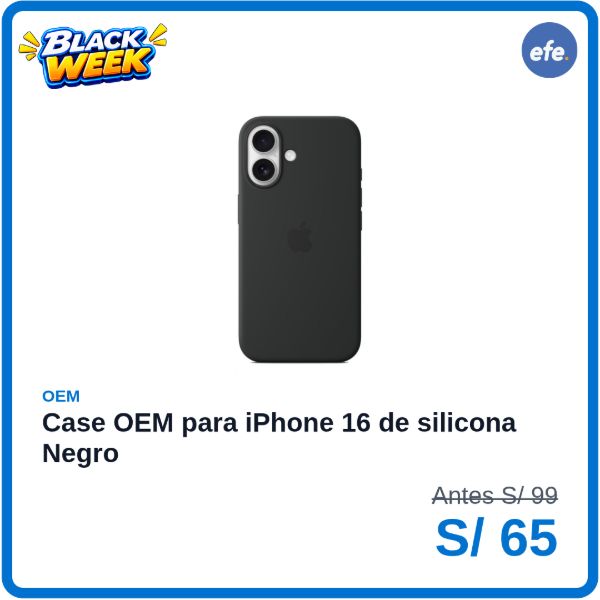 BLACK
WEEK
efe.
OEM
Case OEM para iPhone 16 de silicona
Negro
Antes S/ 99
S/ 65